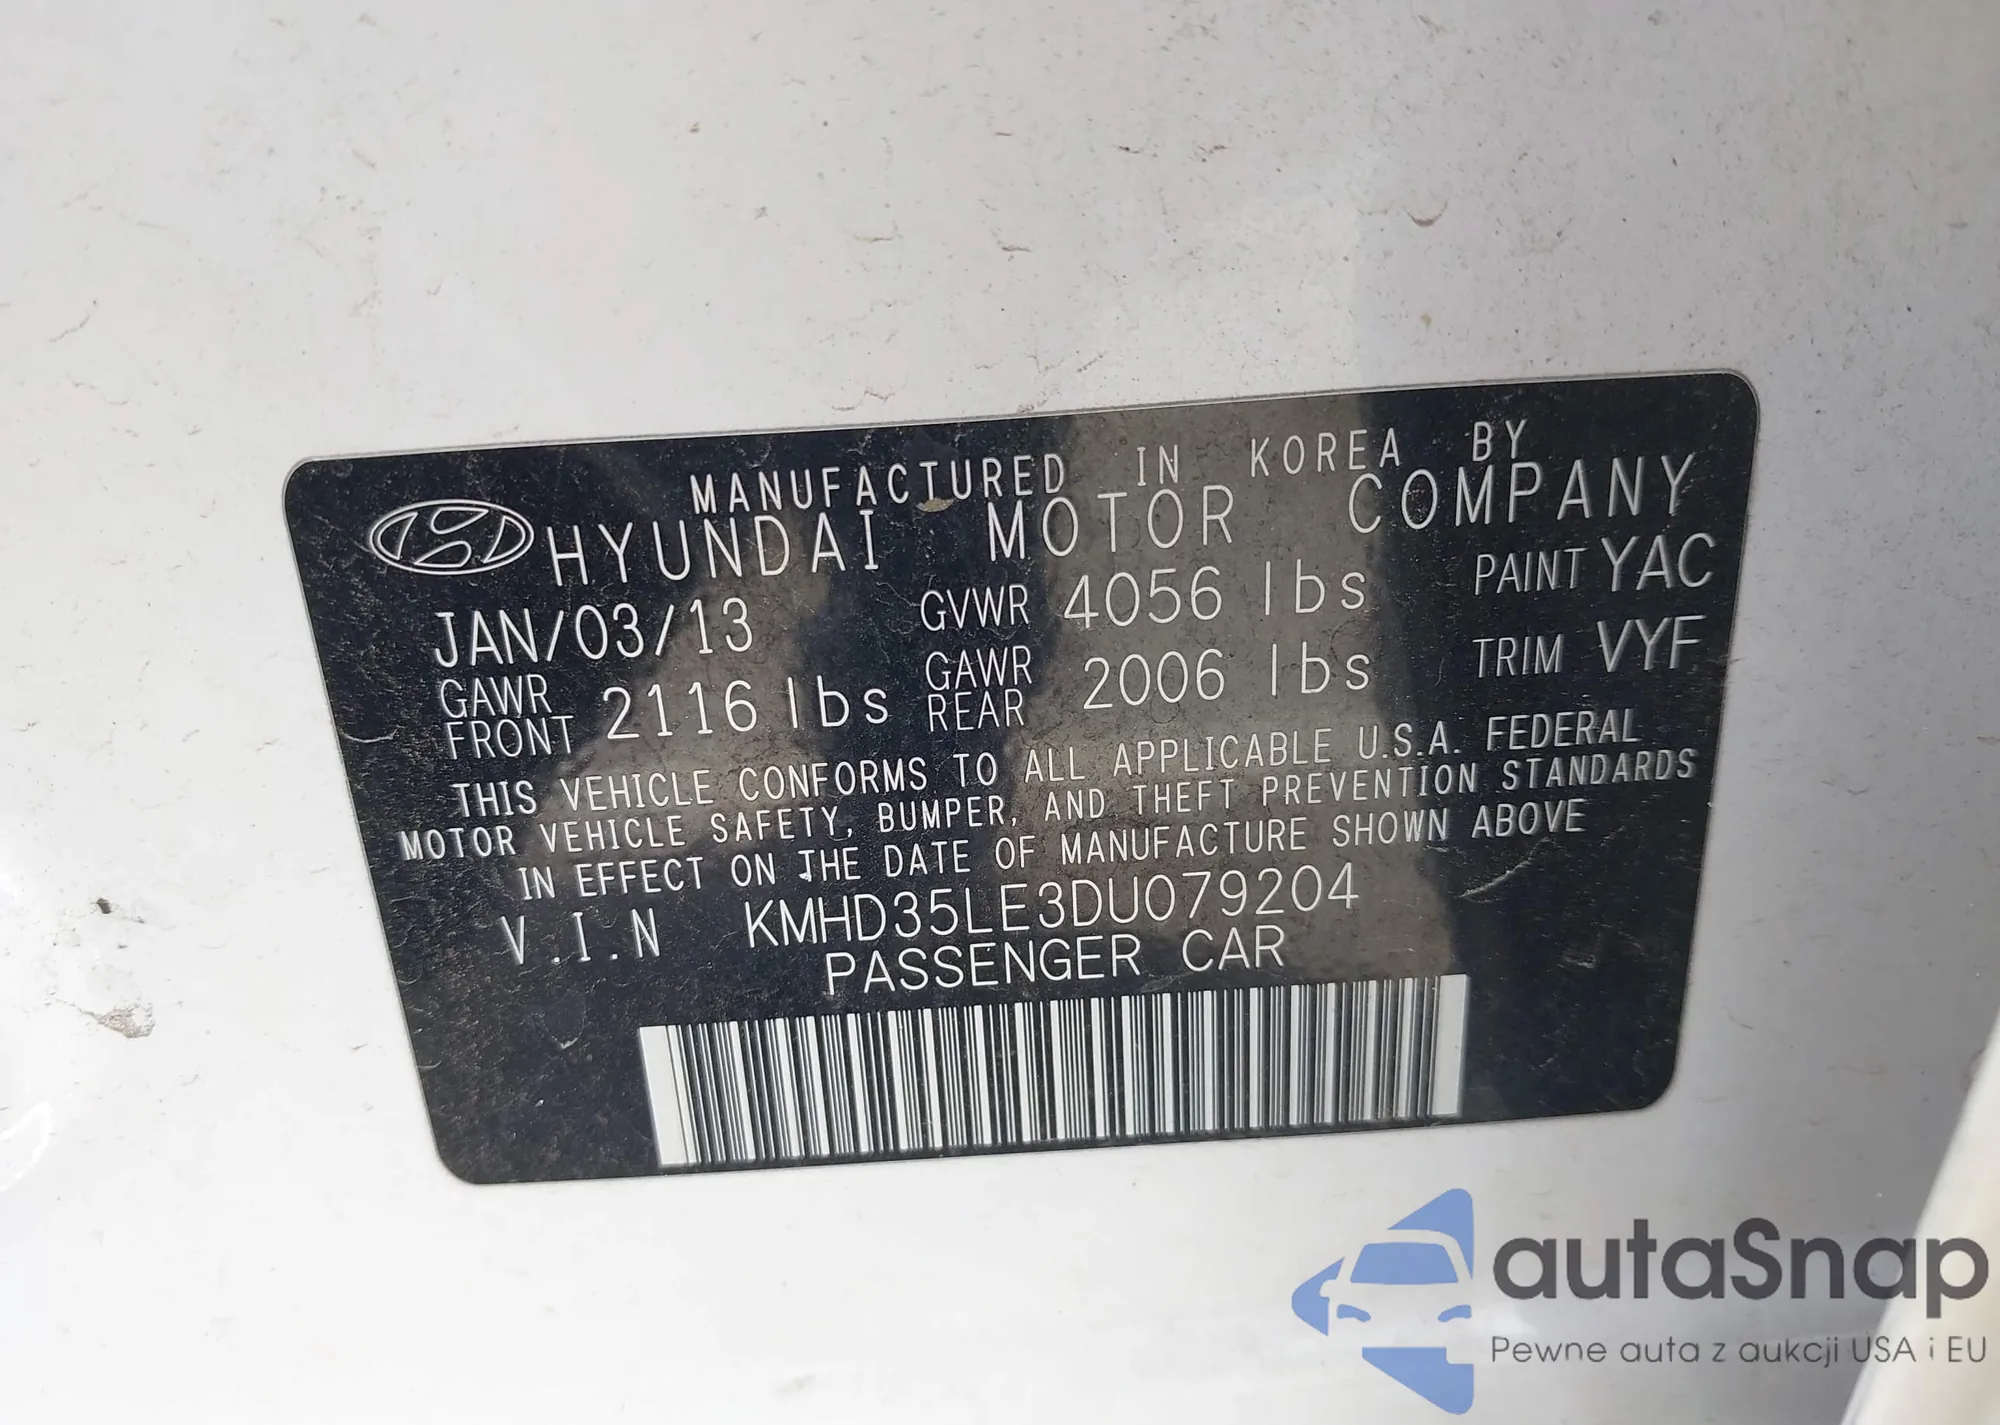 MANUFACTURED IN KOREA BY
HYUNDAI MOTOR COMPANY
JAN/03/13 GVWR 4056 lbs PAINT YAC
GAWR FRONT 2116 lbs GAWR REAR 2006 lbs TRIM VYF
THIS VEHICLE CONFORMS TO ALL APPLICABLE U.S.A. FEDERAL
MOTOR VEHICLE SAFETY, BUMPER, AND THEFT PREVENTION STANDARDS
IN EFFECT ON THE DATE OF MANUFACTURE SHOWN ABOVE
V.I.N KMHD35LE3DU079204
PASSENGER CAR
autaSnap
Pewne auta z aukcji USA i EU